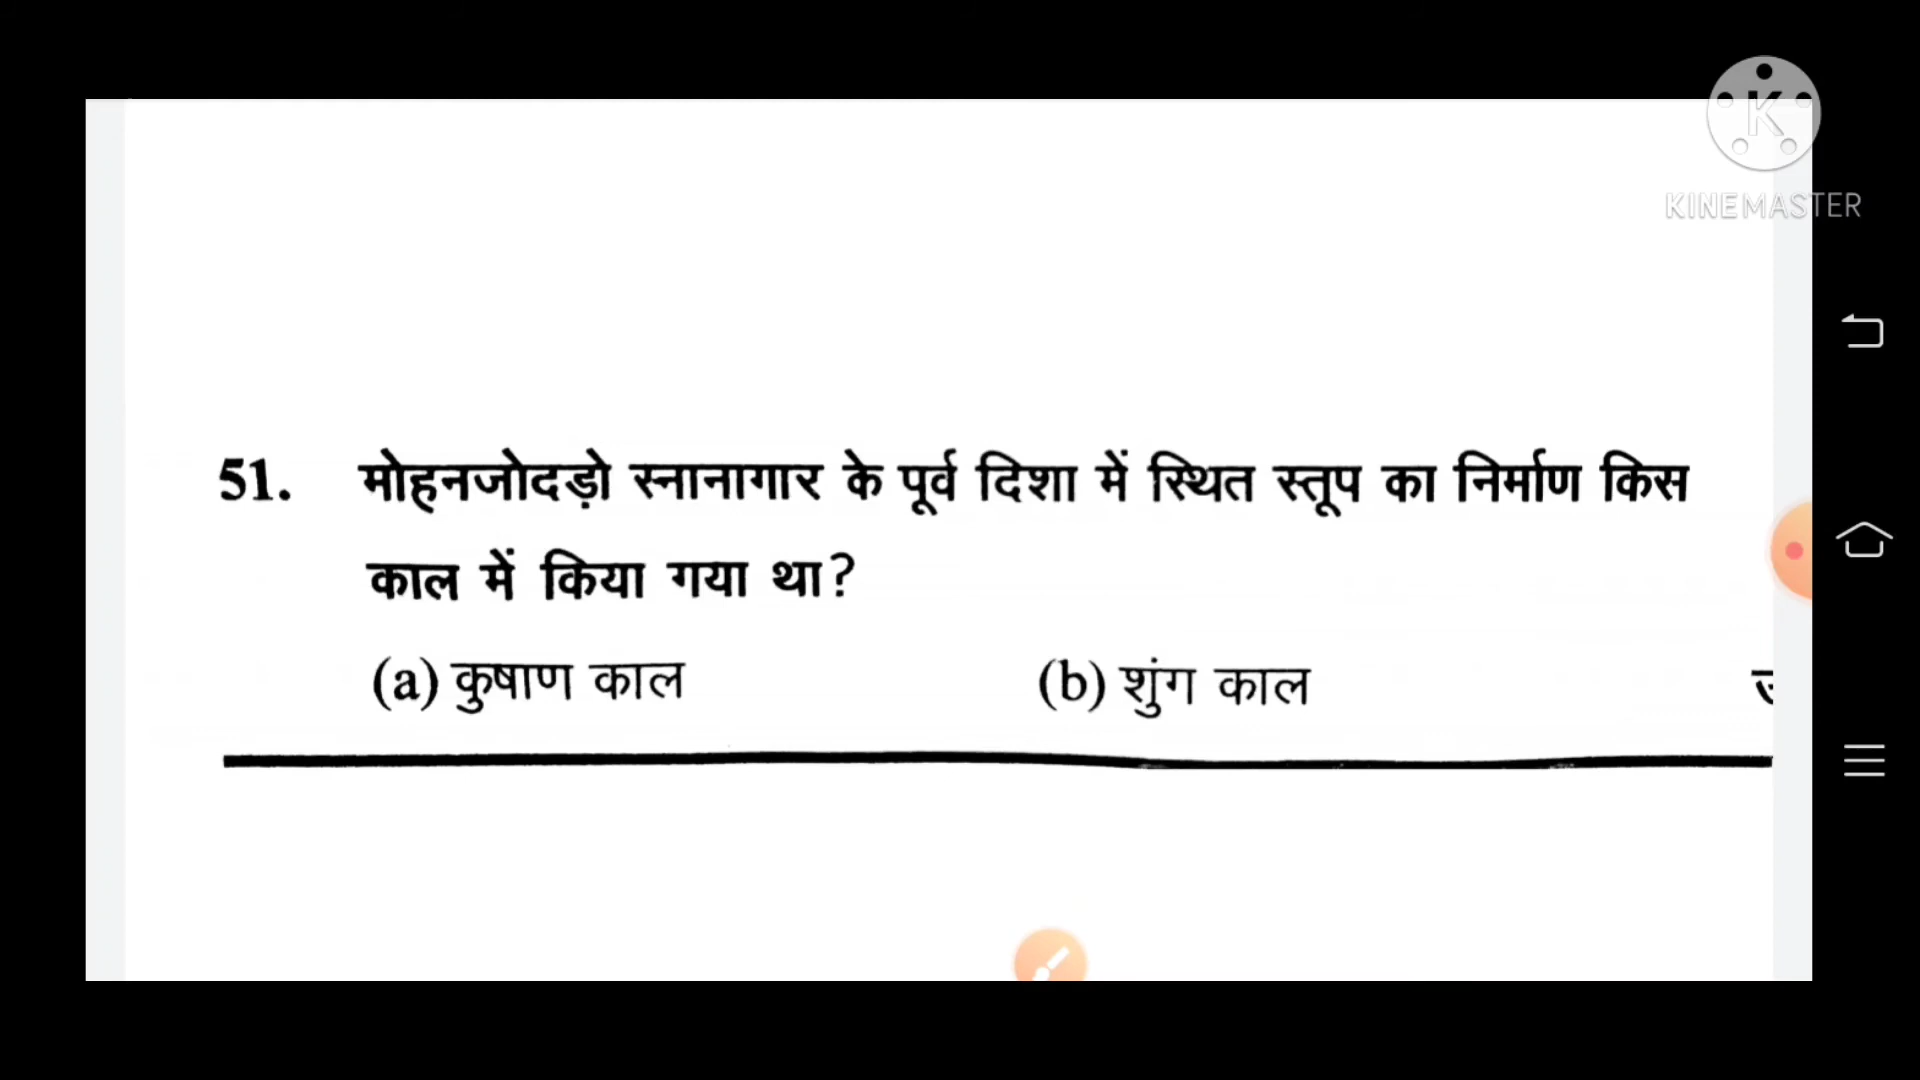 K
KINEMASTER
51. मोहनजोदड़ो स्नानागार के पूर्व दिशा में स्थित स्तूप का निर्माण किस
काल में किया गया था?
(a) कुषाण काल (b) शुंग काल